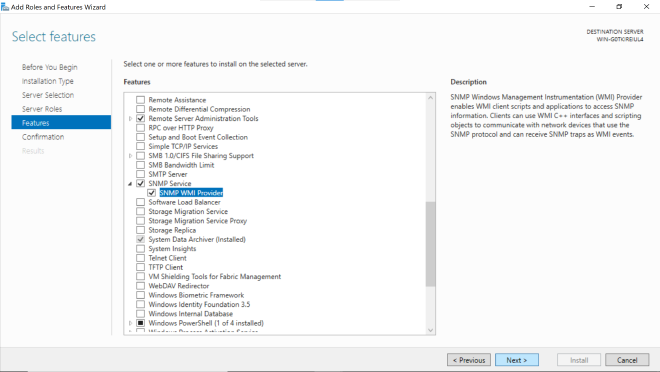 Add Roles and Features Wizard
Select features
DESTINATION SERVER
WIN-G0TKIREIUL4
Before You Begin
Installation Type
Server Selection
Server Roles
Features
Confirmation
Results
Select one or more features to install on the selected server.
Features
Remote Assistance
Remote Differential Compression
Remote Server Administration Tools
RPC over HTTP Proxy
Setup and Boot Event Collection
Simple TCP/IP Services
SMB 1.0/CIFS File Sharing Support
SMB Bandwidth Limit
SMTP Server
SNMP Service
SNMP WMI Provider
Software Load Balancer
Storage Migration Service
Storage Migration Service Proxy
Storage Replica
System Data Archiver (Installed)
System Insights
Telnet Client
TFTP Client
VM Shielding Tools for Fabric Management
WebDAV Redirector
Windows Biometric Framework
Windows Identity Foundation 3.5
Windows Internal Database
Windows PowerShell (1 of 4 installed)
Windows Process Activation Service
Description
SNMP Windows Management Instrumentation (WMI) Provider
enables WMI client scripts and applications to access SNMP
information. Clients can use WMI C++ interfaces and scripting
objects to communicate with network devices that use the
SNMP protocol and can receive SNMP traps as WMI events.
< Previous
Next >
Install
Cancel